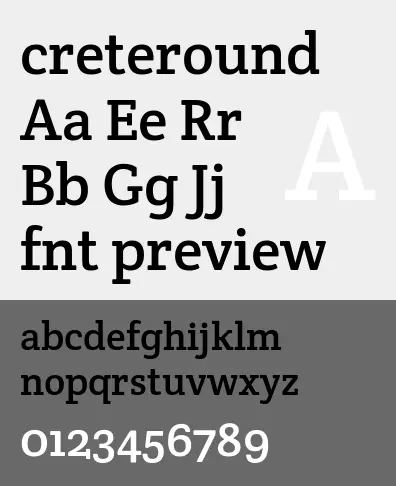 creteround
Aa Ee Rr
A
Bb Gg Jj
fnt preview
abcdefghijklm
nopqrstuvwxyz
0123456789